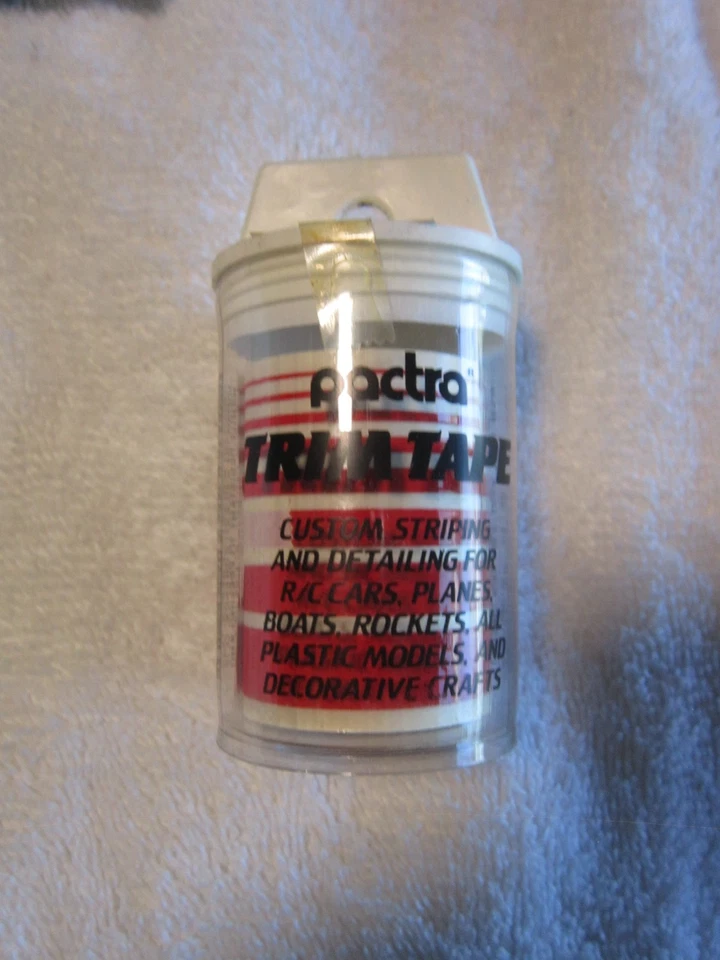 pactra
TRIM TAPE
CUSTOM STRIPING
AND DETAILING FOR
R/C CARS, PLANES,
BOATS, ROCKETS, ALL
PLASTIC MODELS, AND
DECORATIVE CRAFTS